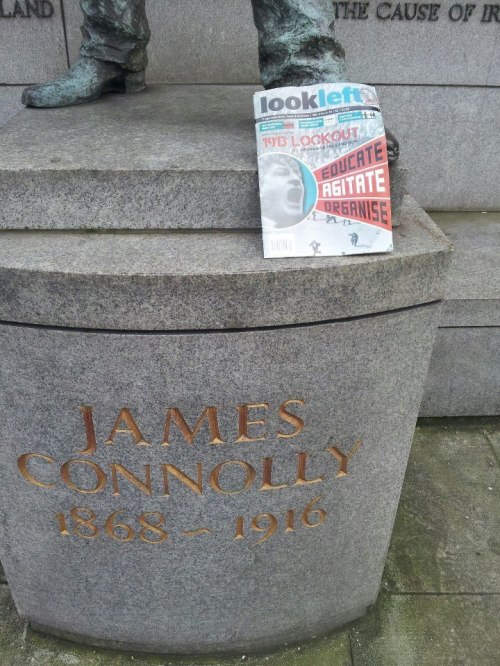 LAND
THE CAUSE OF IR
lookleft
1913 LOCKOUT
EDUCATE
AGITATE
ORGANISE
JAMES
CONNOLLY
1868 – 1916